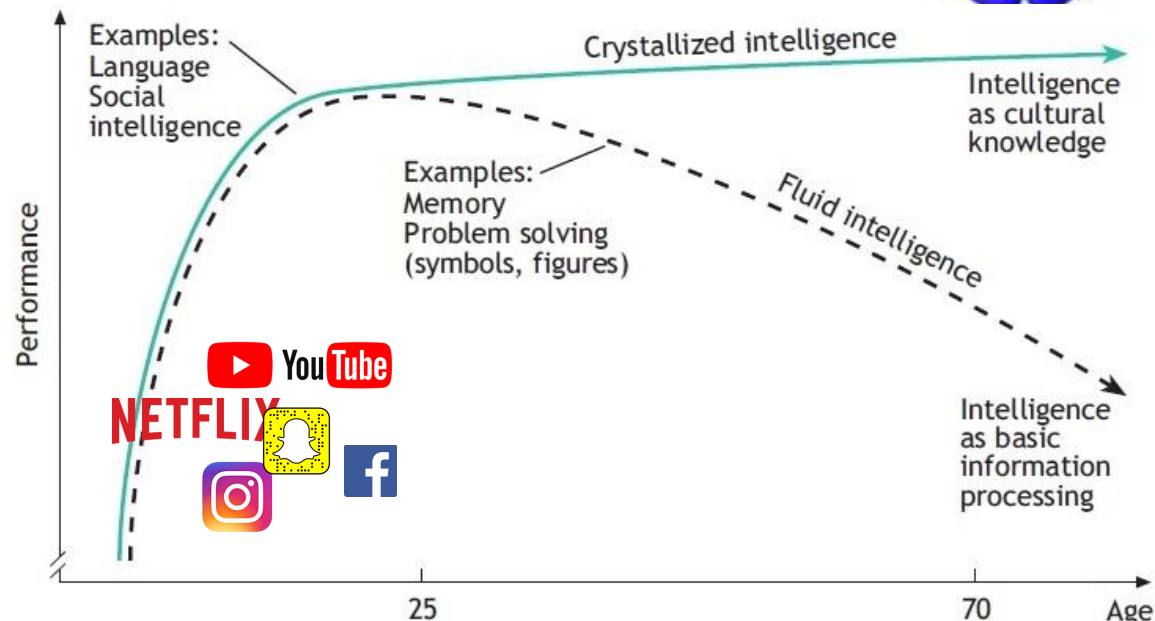 Examples:
Language
Social
intelligence
Crystallized intelligence
Intelligence
as cultural
knowledge
Examples:
Memory
Problem solving
(symbols, figures)
Fluid intelligence
Performance
YouTube
NETFLIX
f
Intelligence
as basic
information
processing
25
70
Age